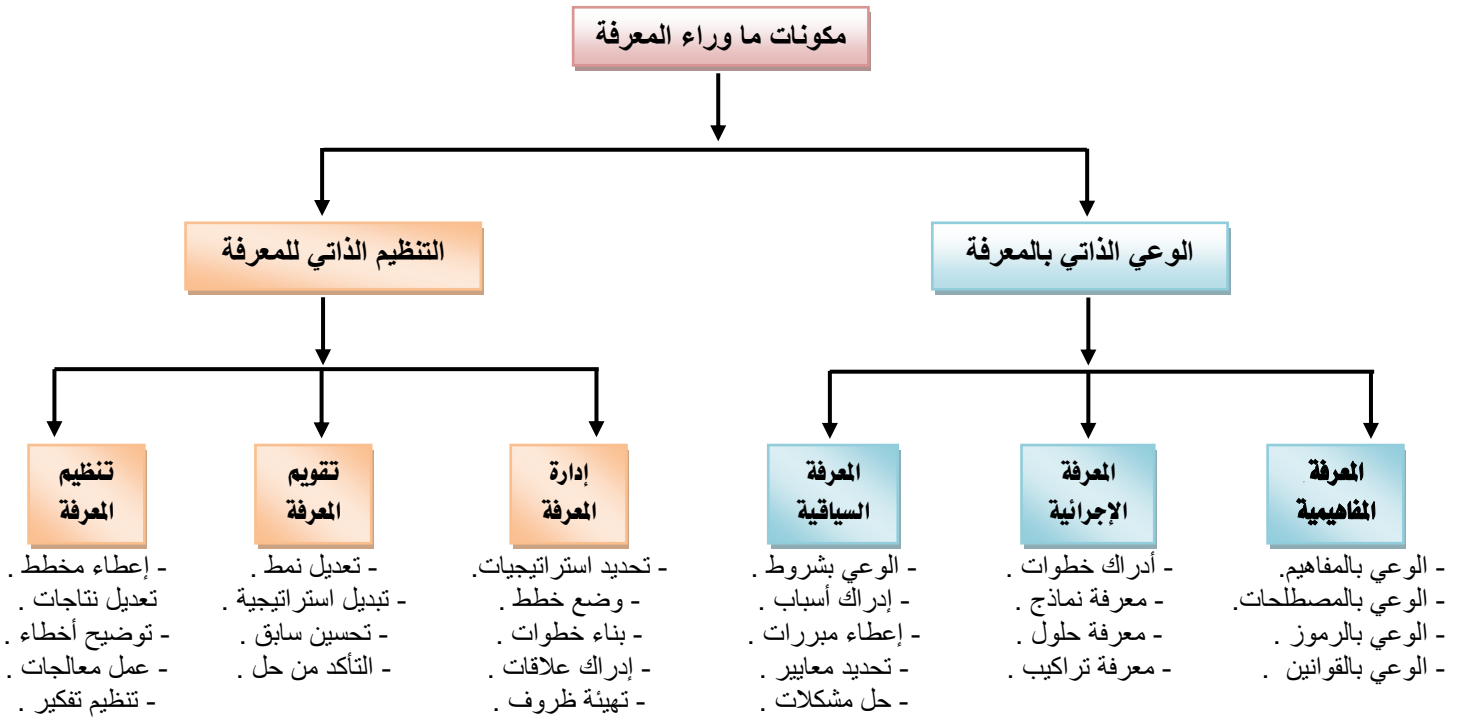 مكونات ما وراء المعرفة
الوعي الذاتي بالمعرفة
التنظيم الذاتي للمعرفة
المعرفة
المفاهيمية
- الوعي بالمفاهيم.
- الوعي بالمصطلحات.
- الوعي بالرموز .
- الوعي بالقوانين .
المعرفة
الإجرائية
- أدراك خطوات .
- معرفة نماذج .
- معرفة حلول .
- معرفة تراكيب .
المعرفة
السياقية
- الوعي بشروط .
- إدراك أسباب .
- إعطاء مبررات .
- تحديد معايير .
- حل مشكلات .
إدارة
المعرفة
- تحديد استراتيجيات.
- وضع خطط .
- بناء خطوات .
- إدراك علاقات .
- تهيئة ظروف .
تقويم
المعرفة
- تعديل نمط .
- تبديل استراتيجية .
- تحسين سابق .
- التأكد من حل .
تنظيم
المعرفة
- إعطاء مخطط .
تعديل نتاجات .
- توضيح أخطاء .
- عمل معالجات .
- تنظيم تفكير .